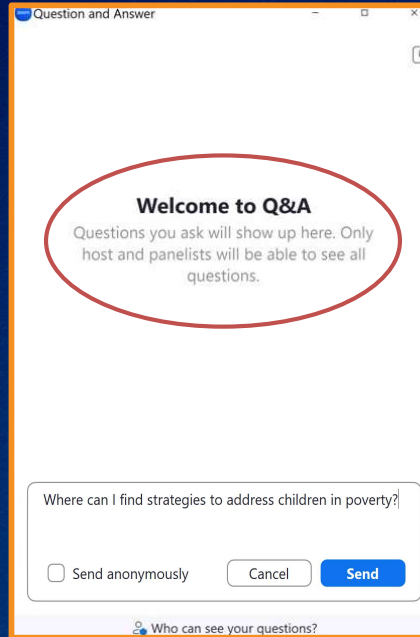 Question and Answer
Welcome to Q&A
Questions you ask will show up here. Only
host and panelists will be able to see all
questions.
Where can I find strategies to address children in poverty?
Send anonymously
Cancel
Send
Who can see your questions?